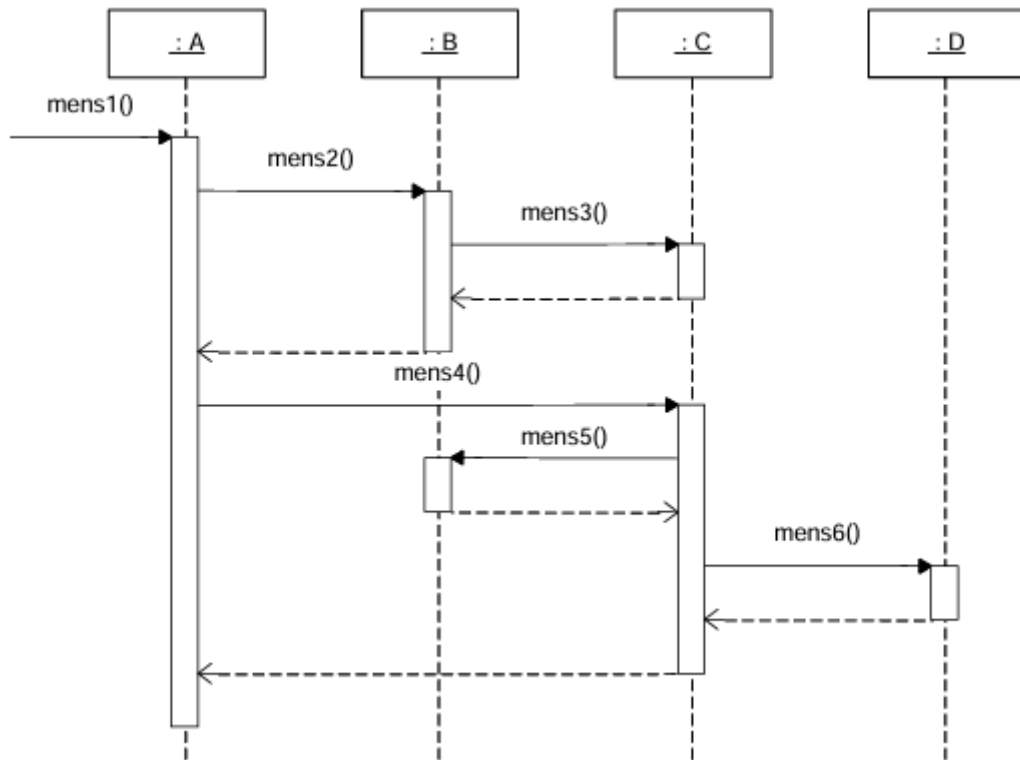 : A
: B
: C
: D
mens1()
mens2()
mens3()
mens4()
mens5()
mens6()